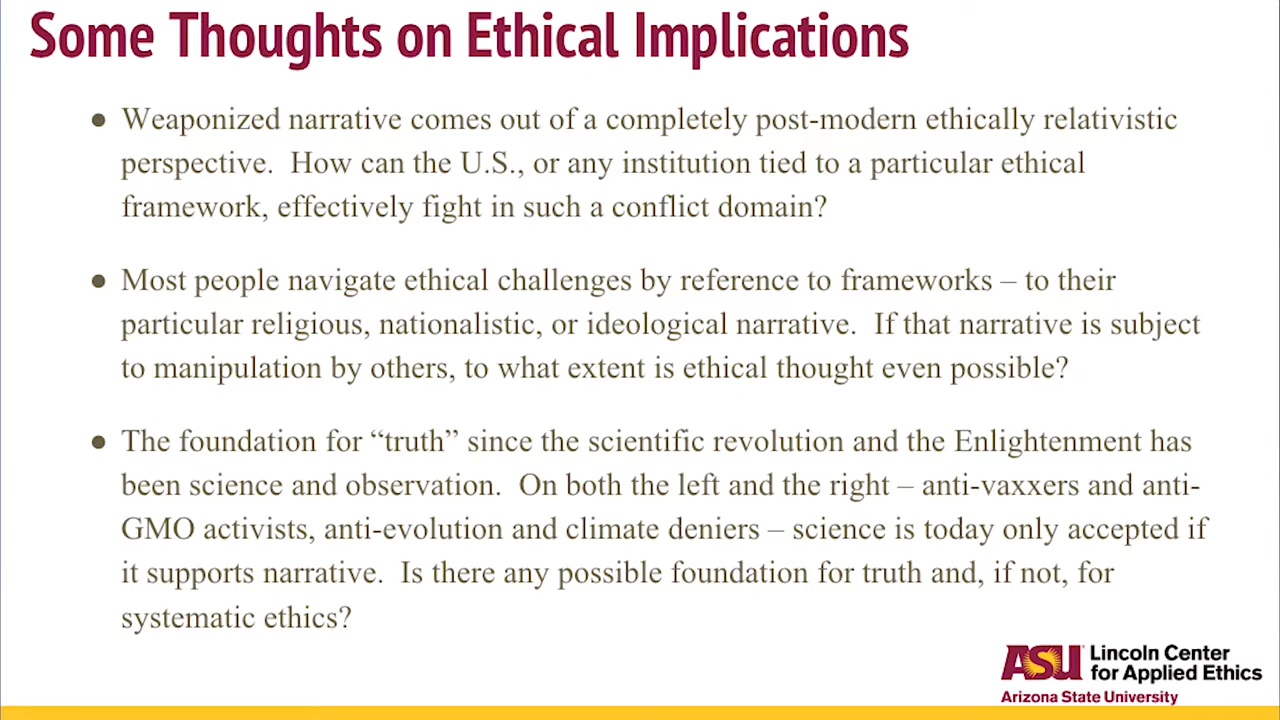 Some Thoughts on Ethical Implications
● Weaponized narrative comes out of a completely post-modern ethically relativistic
perspective.  How can the U.S., or any institution tied to a particular ethical
framework, effectively fight in such a conflict domain?
● Most people navigate ethical challenges by reference to frameworks – to their
particular religious, nationalistic, or ideological narrative.  If that narrative is subject
to manipulation by others, to what extent is ethical thought even possible?
● The foundation for “truth” since the scientific revolution and the Enlightenment has
been science and observation.  On both the left and the right – anti-vaxxers and anti-
GMO activists, anti-evolution and climate deniers – science is today only accepted if
it supports narrative.  Is there any possible foundation for truth and, if not, for
systematic ethics?
ASU Lincoln Center
for Applied Ethics
Arizona State University